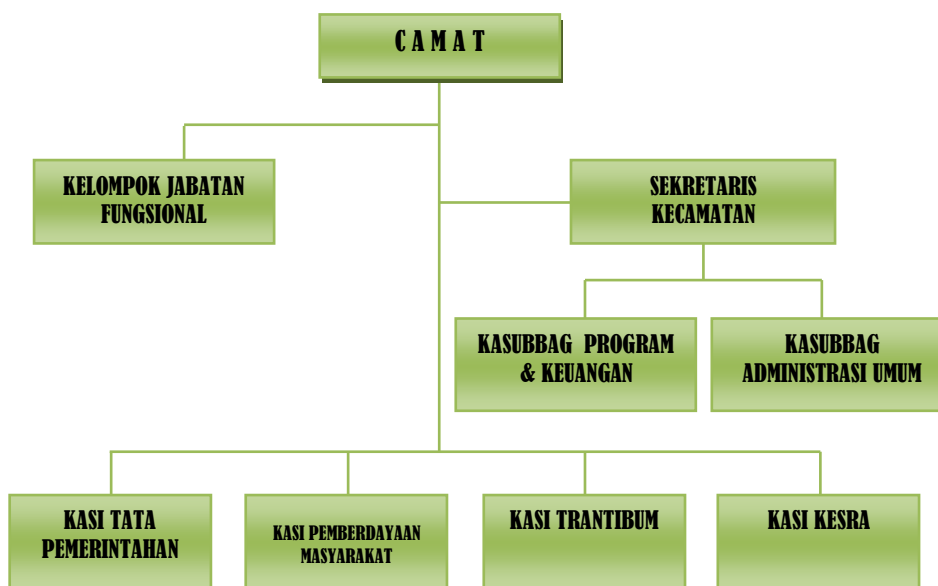 C A M A T
KELOMPOK JABATAN
FUNGSIONAL
SEKRETARIS
KECAMATAN
KASUBBAG PROGRAM
& KEUANGAN
KASUBBAG
ADMINISTRASI UMUM
KASI TATA
PEMERINTAHAN
KASI PEMBERDAYAAN
MASYARAKAT
KASI TRANTIBUM
KASI KESRA